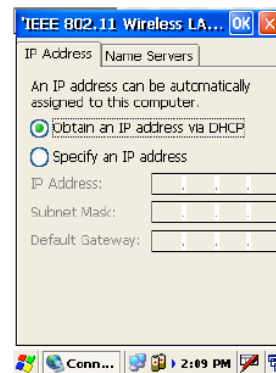 'IEEE 802.11 Wireless LA... OK X
IP Address Name Servers
An IP address can be automatically
assigned to this computer.
Obtain an IP address via DHCP
Specify an IP address
IP Address: . . .
Subnet Mask: . . .
Default Gateway: . . .
Conn... 2:09 PM